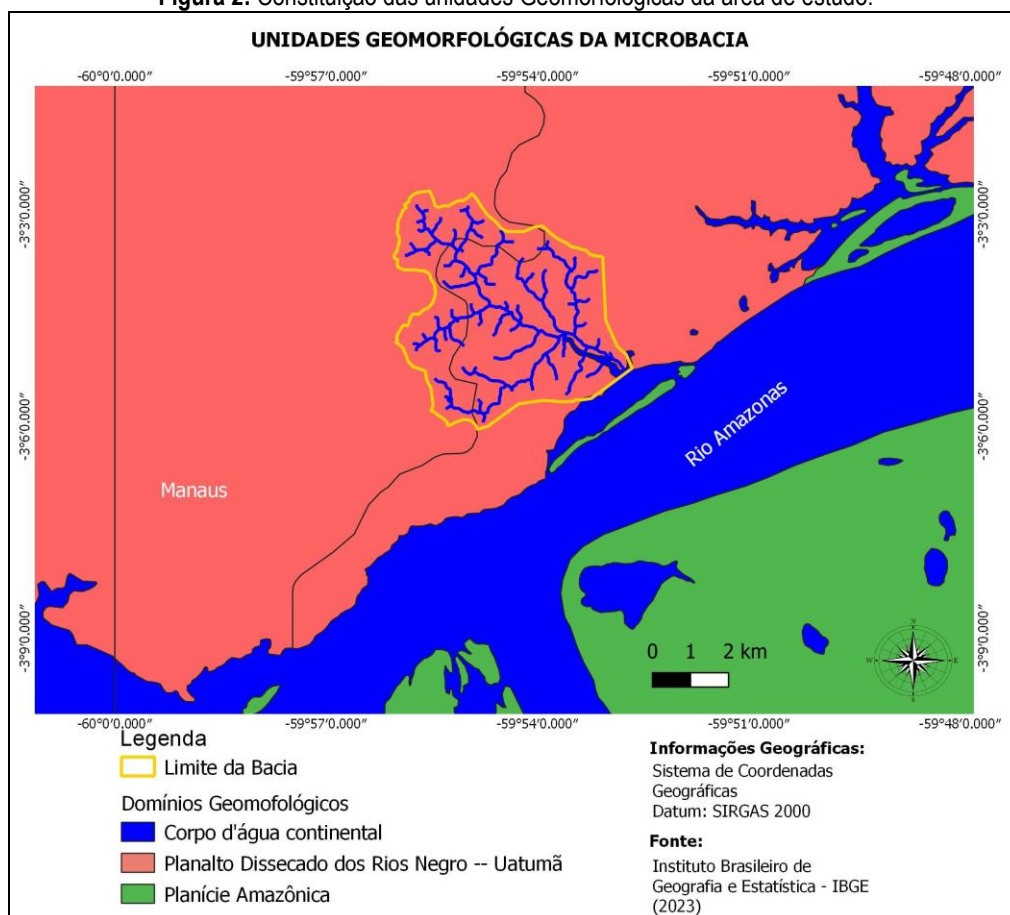 Figura 2. Constituição das unidades Geomorfológicas da área de estudo.
UNIDADES GEOMORFOLÓGICAS DA MICROBACIA
-60°0'0.000" -59°57'0.000" -59°54'0.000" -59°51'0.000" -59°48'0.000"
-3°3'0.000" -3°3'0.000"
-3°6'0.000" -3°6'0.000"
Rio Amazonas
Manaus
-3°9'0.000" -3°9'0.000"
0 1 2 km
N
W E
S
-60°0'0.000" -59°57'0.000" -59°54'0.000" -59°51'0.000" -59°48'0.000"
Legenda
Limite da Bacia
Domínios Geomofológicos
Corpo d'água continental
Planalto Dissecado dos Rios Negro -- Uatumã
Planície Amazônica
Informações Geográficas:
Sistema de Coordenadas
Geográficas
Datum: SIRGAS 2000
Fonte:
Instituto Brasileiro de
Geografia e Estatística - IBGE
(2023)